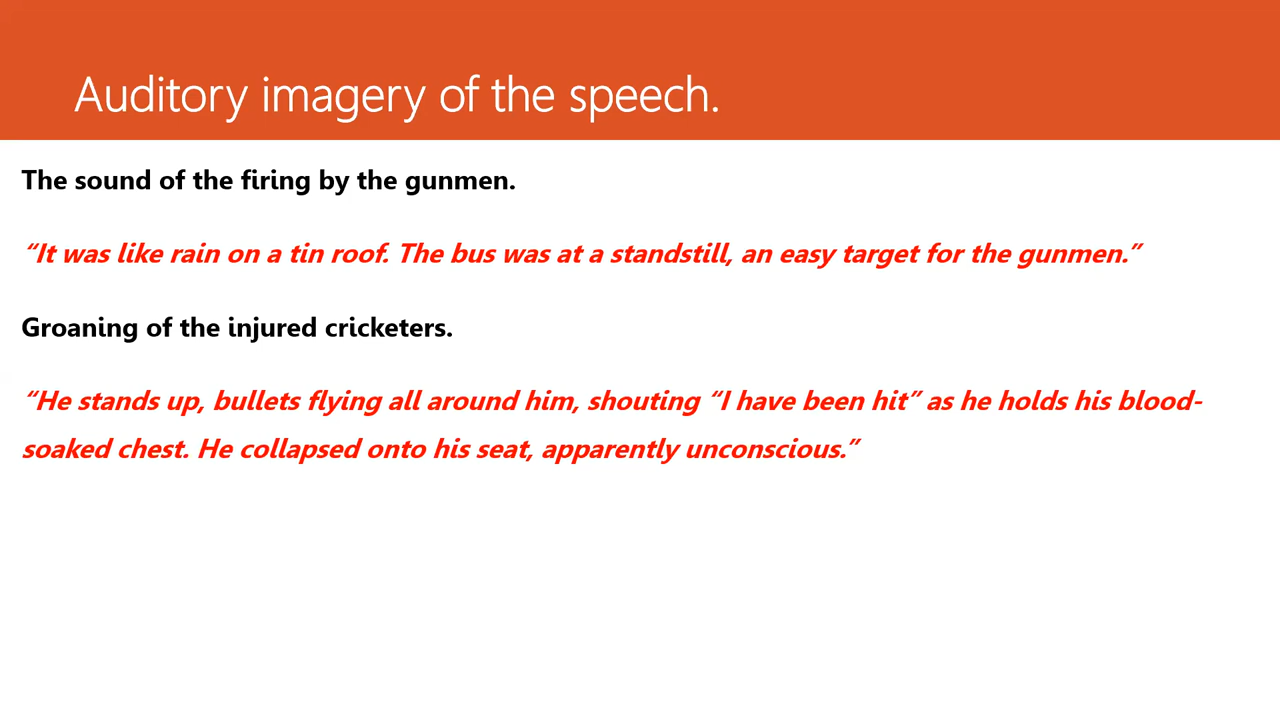 Auditory imagery of the speech.
The sound of the firing by the gunmen.
“It was like rain on a tin roof. The bus was at a standstill, an easy target for the gunmen.”
Groaning of the injured cricketers.
“He stands up, bullets flying all around him, shouting “I have been hit” as he holds his blood-
soaked chest. He collapsed onto his seat, apparently unconscious.”